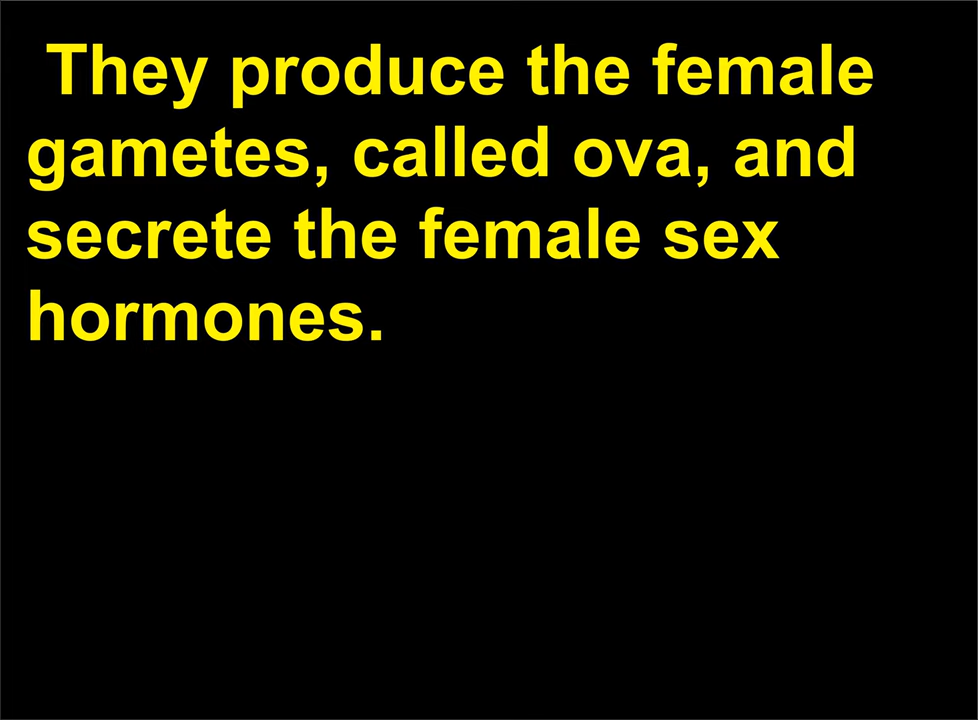 They produce the female
gametes, called ova, and
secrete the female sex
hormones.